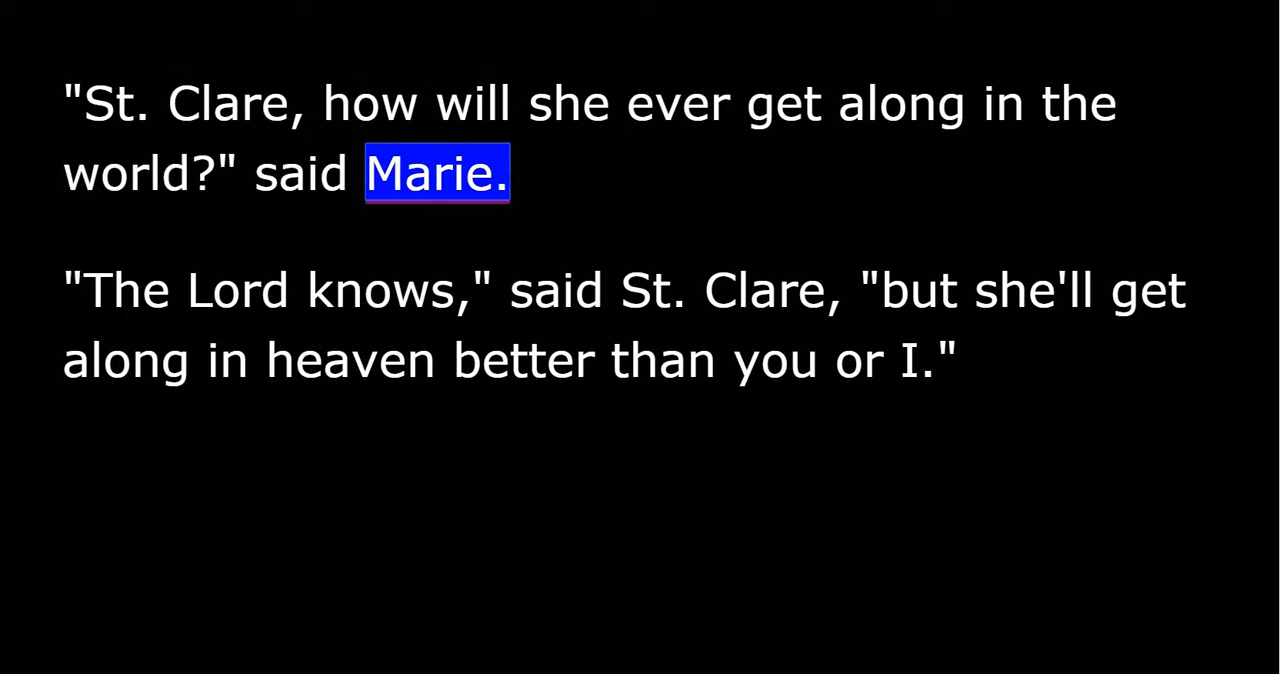 "St. Clare, how will she ever get along in the
world?" said Marie.
"The Lord knows," said St. Clare, "but she'll get
along in heaven better than you or I."